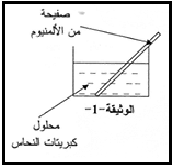 صفيحة
من الألمنيوم
الوثيقة-1=
محلول
كبريتات النحاس